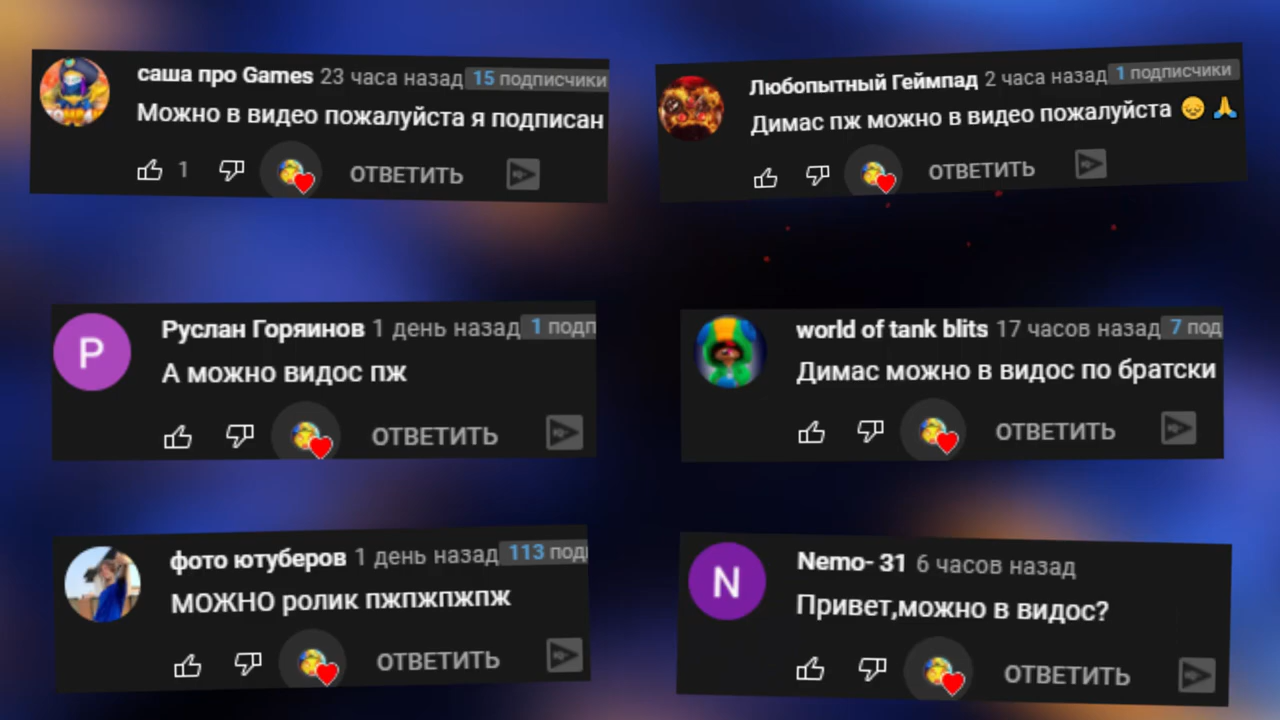 саша про Games 23 часа назад 15 подписчики
Можно в видео пожалуйста я подписан
1 ОТВЕТИТЬ
Любопытный Геймпад 2 часа назад 1 подписчики
Димас пж можно в видео пожалуйста 😔 🙏
ОТВЕТИТЬ
Руслан Горяинов 1 день назад 1 подп
А можно видос пж
ОТВЕТИТЬ
world of tank blits 17 часов назад 7 под
Димас можно в видос по братски
ОТВЕТИТЬ
фото ютуберов 1 день назад 113 под
МОЖНО ролик пжпжпжпж
ОТВЕТИТЬ
Nemo- 31 6 часов назад
Привет,можно в видос?
ОТВЕТИТЬ
P
N